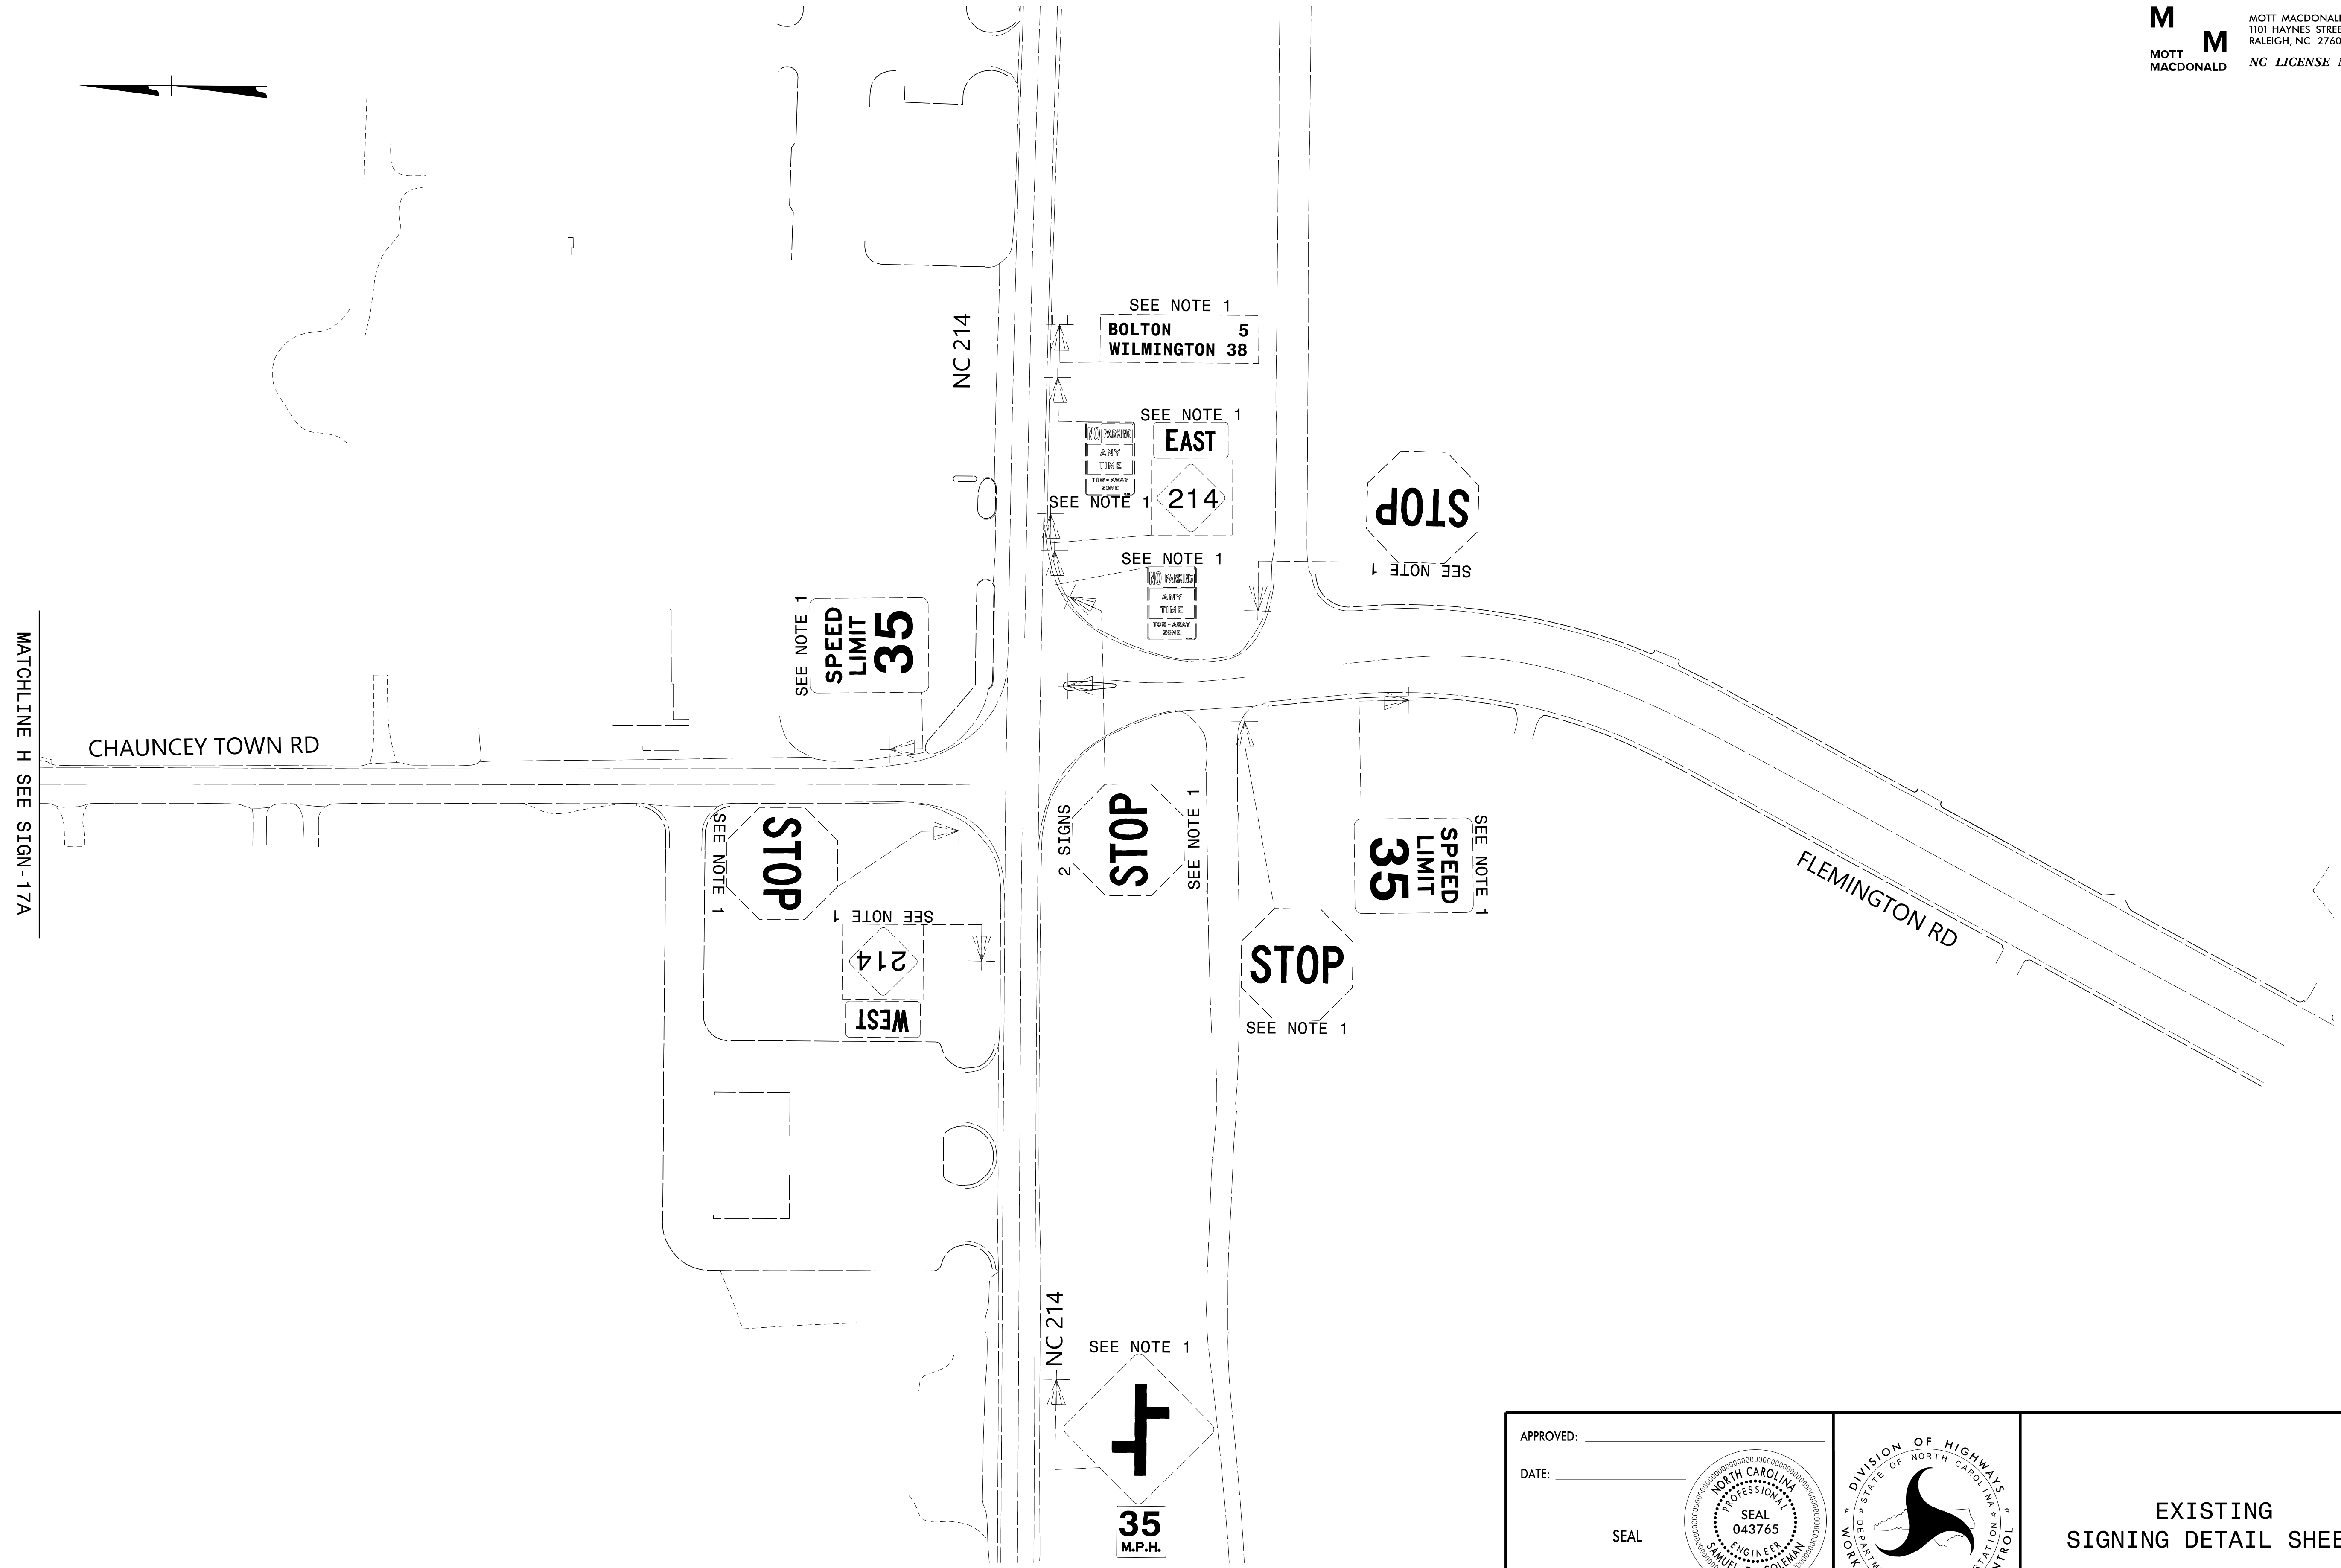 M
M
MOTT
MACDONALD
MOTT MACDONAL
1101 HAYNES STREE
RALEIGH, NC 2760
NC LICENSE
NC 214
SEE NOTE 1
BOLTON 5
WILMINGTON 38
SEE NOTE 1
EAST
214
NO PARKING
ANY
TIME
TOW-AWAY
ZONE
SEE NOTE 1
SEE NOTE 1
NO PARKING
ANY
TIME
TOW-AWAY
ZONE
STOP
SEE NOTE 1
SEE NOTE 1
SPEED
LIMIT
35
MATCHLINE H SEE SIGN-17A
CHAUNCEY TOWN RD
SEE NOTE 1
STOP
2 SIGNS
STOP
SEE NOTE 1
SPEED
LIMIT
35
SEE NOTE 1
FLEMINGTON RD
SEE NOTE 1
WEST
214
STOP
SEE NOTE 1
NC 214
SEE NOTE 1
35
M.P.H.
APPROVED:
DATE:
SEAL
NORTH CAROLINA
PROFESSIONAL
SEAL
043765
ENGINEER
SAMUEL
COLEMAN
DIVISION OF HIGHWAYS
STATE OF NORTH CAROLINA
EXISTING
SIGNING DETAIL SHEE